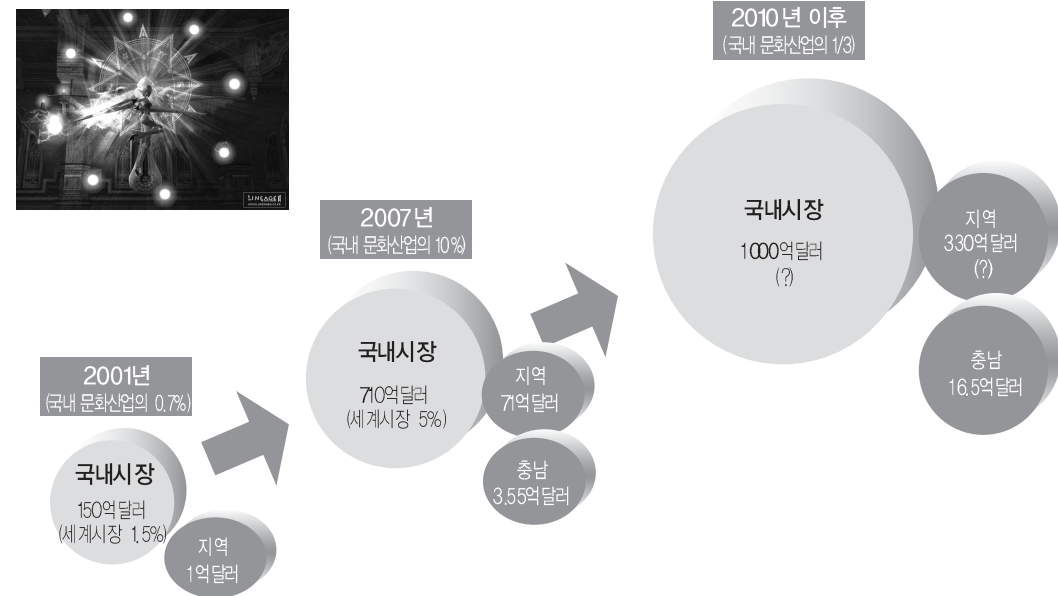 2001년
(국내 문화산업의 0.7%)
국내시장
150억달러
(세계시장 1.5%)
지역
1억달러
2007년
(국내 문화산업의 10%)
국내시장
710억달러
(세계시장 5%)
지역
71억달러
충남
3.55억달러
2010년 이후
(국내 문화산업의 1/3)
국내시장
1000억달러
(?)
지역
330억달러
(?)
충남
16.5억달러
LINEAGE II